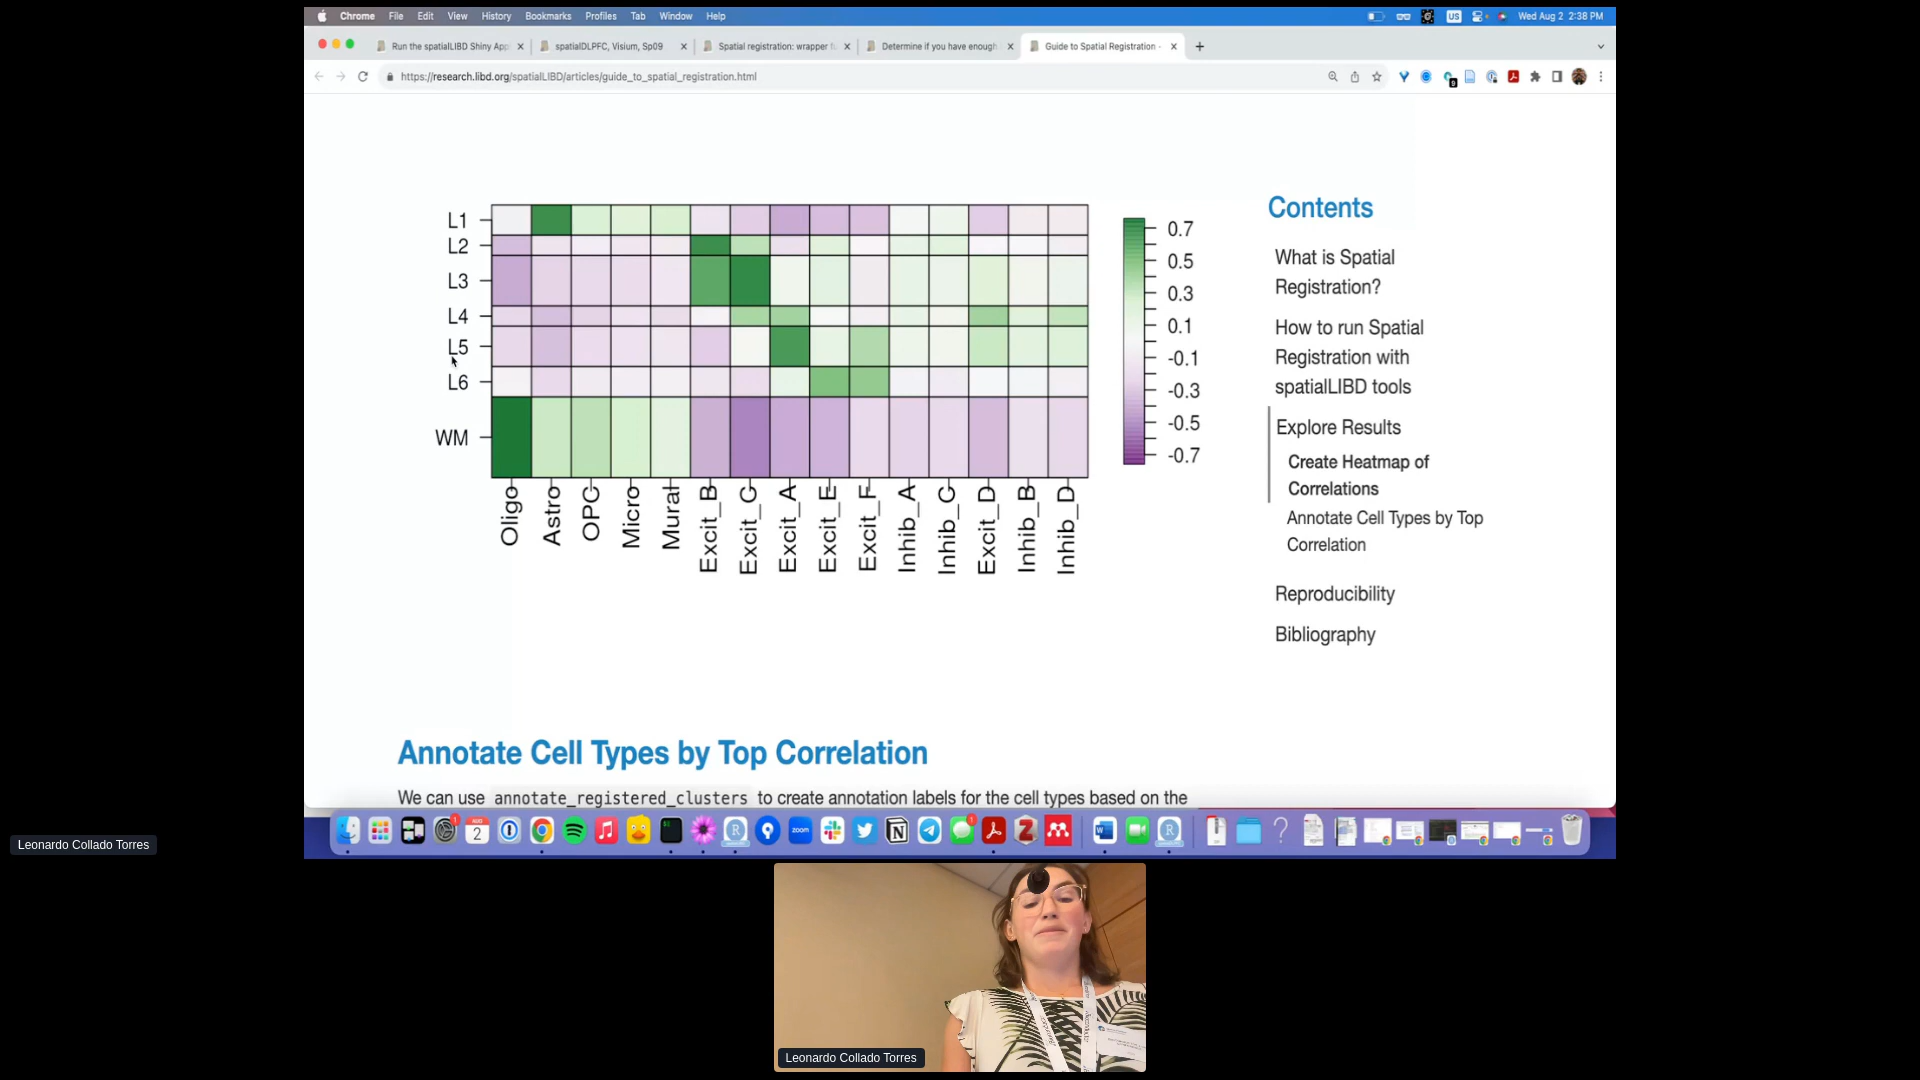 Chrome File Edit View History Bookmarks Profiles Tab Window Help
US
Wed Aug 2 2:38 PM
Run the spatialLIBD Shiny App
spatialDLPFC, Visium, Sp09
Spatial registration: wrapper f
Determine if you have enough
Guide to Spatial Registration -
https://research.libd.org/spatialLIBD/articles/guide_to_spatial_registration.html
L1
L2
L3
L4
L5
L6
WM
Oligo
Astro
OPC
Micro
Mural
Excit_B
Excit_C
Excit_A
Excit_E
Excit_F
Inhib_A
Inhib_C
Excit_D
Inhib_B
Inhib_D
0.7
0.5
0.3
0.1
-0.1
-0.3
-0.5
-0.7
Contents
What is Spatial
Registration?
How to run Spatial
Registration with
spatialLIBD tools
Explore Results
Create Heatmap of
Correlations
Annotate Cell Types by Top
Correlation
Reproducibility
Bibliography
Annotate Cell Types by Top Correlation
We can use annotate_registered_clusters to create annotation labels for the cell types based on the
AUG
2
zoom
Leonardo Collado Torres
Leonardo Collado Torres